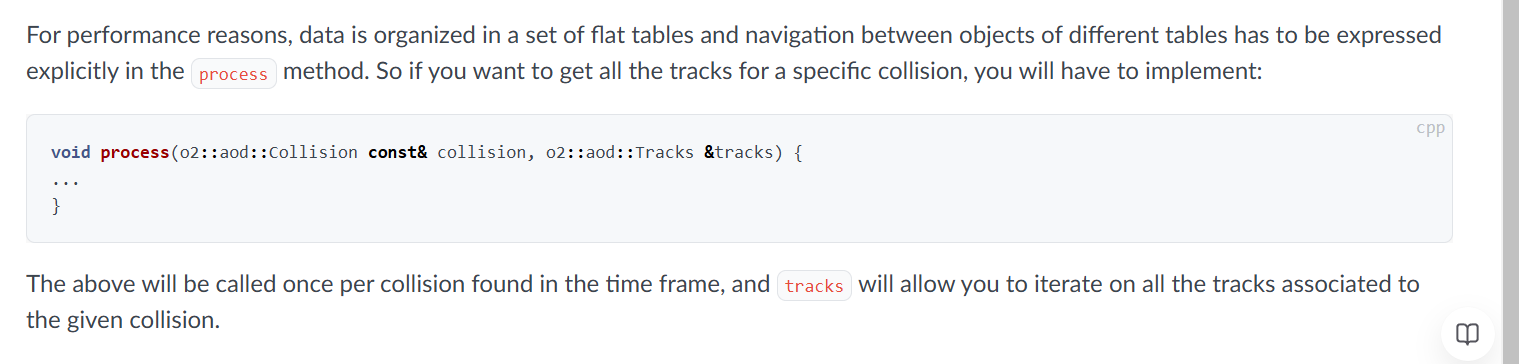 For performance reasons, data is organized in a set of flat tables and navigation between objects of different tables has to be expressed
explicitly in the process method. So if you want to get all the tracks for a specific collision, you will have to implement:
cpp
void process(o2::aod::Collision const& collision, o2::aod::Tracks &tracks) {
...
}
The above will be called once per collision found in the time frame, and tracks will allow you to iterate on all the tracks associated to
the given collision.